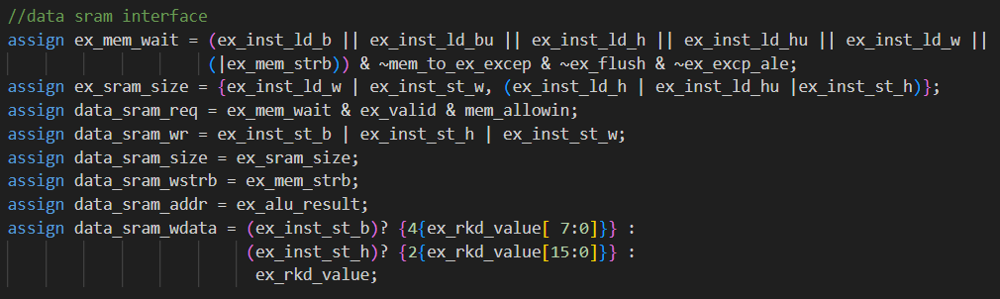 //data sram interface
assign ex_mem_wait = (ex_inst_ld_b || ex_inst_ld_bu || ex_inst_ld_h || ex_inst_ld_hu || ex_inst_ld_w ||
(|ex_mem_strb)) & ~mem_to_ex_excep & ~ex_flush & ~ex_excp_ale;
assign ex_sram_size = {ex_inst_ld_w | ex_inst_st_w, (ex_inst_ld_h | ex_inst_ld_hu |ex_inst_st_h)};
assign data_sram_req = ex_mem_wait & ex_valid & mem_allowin;
assign data_sram_wr = ex_inst_st_b | ex_inst_st_h | ex_inst_st_w;
assign data_sram_size = ex_sram_size;
assign data_sram_wstrb = ex_mem_strb;
assign data_sram_addr = ex_alu_result;
assign data_sram_wdata = (ex_inst_st_b)? {4{ex_rkd_value[ 7:0]}} :
(ex_inst_st_h)? {2{ex_rkd_value[15:0]}} :
ex_rkd_value;